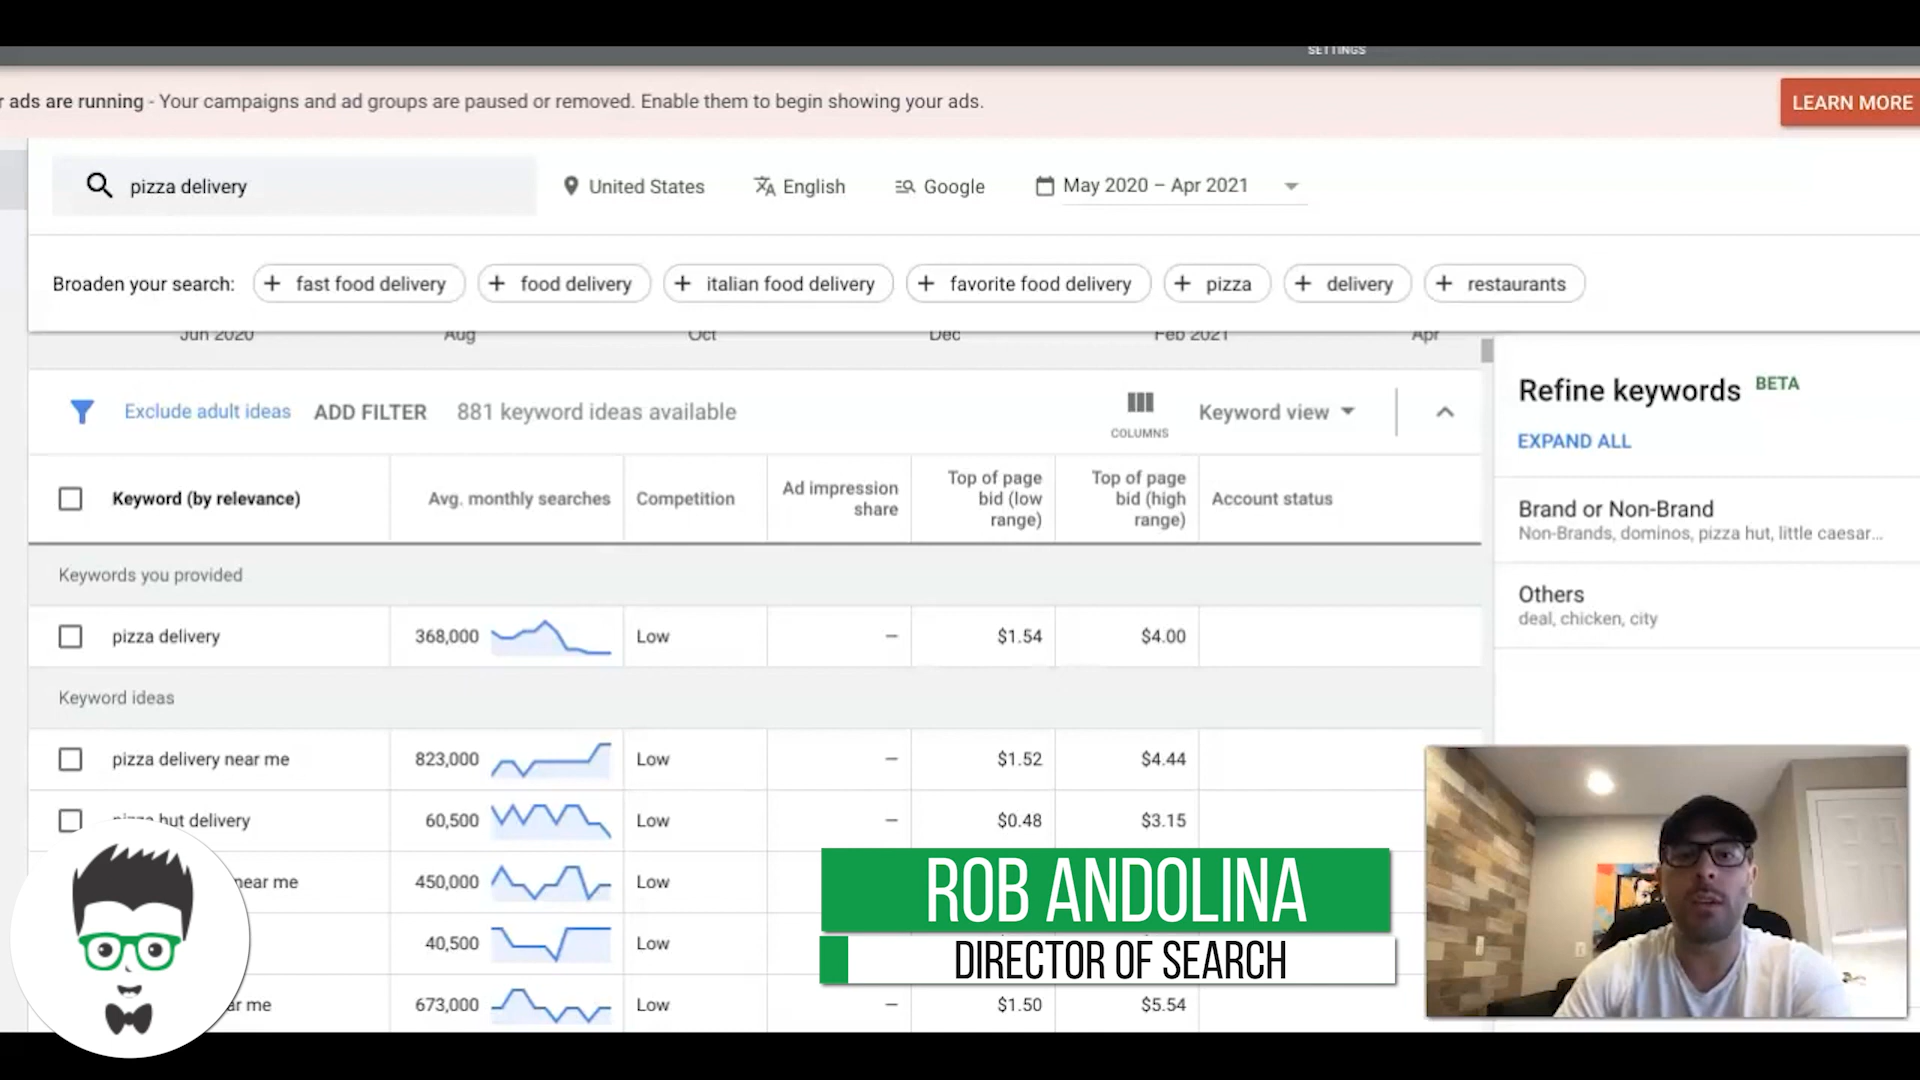 SETTINGS
r ads are running - Your campaigns and ad groups are paused or removed. Enable them to begin showing your ads.
LEARN MORE
pizza delivery
United States
English
Google
May 2020 – Apr 2021
Broaden your search:
+ fast food delivery
+ food delivery
+ italian food delivery
+ favorite food delivery
+ pizza
+ delivery
+ restaurants
Jun 2020 Aug Oct Dec Feb 2021 Apr
Exclude adult ideas
ADD FILTER
881 keyword ideas available
COLUMNS
Keyword view
Refine keywords BETA
EXPAND ALL
Brand or Non-Brand
Non-Brands, dominos, pizza hut, little caesar...
Others
deal, chicken, city
Keyword (by relevance)
Avg. monthly searches
Competition
Ad impression
share
Top of page
bid (low
range)
Top of page
bid (high
range)
Account status
Keywords you provided
pizza delivery 368,000 Low – $1.54 $4.00
Keyword ideas
pizza delivery near me 823,000 Low – $1.52 $4.44
pizza hut delivery 60,500 Low – $0.48 $3.15
near me 450,000 Low
40,500 Low
ar me 673,000 Low – $1.50 $5.54
ROB ANDOLINA
DIRECTOR OF SEARCH